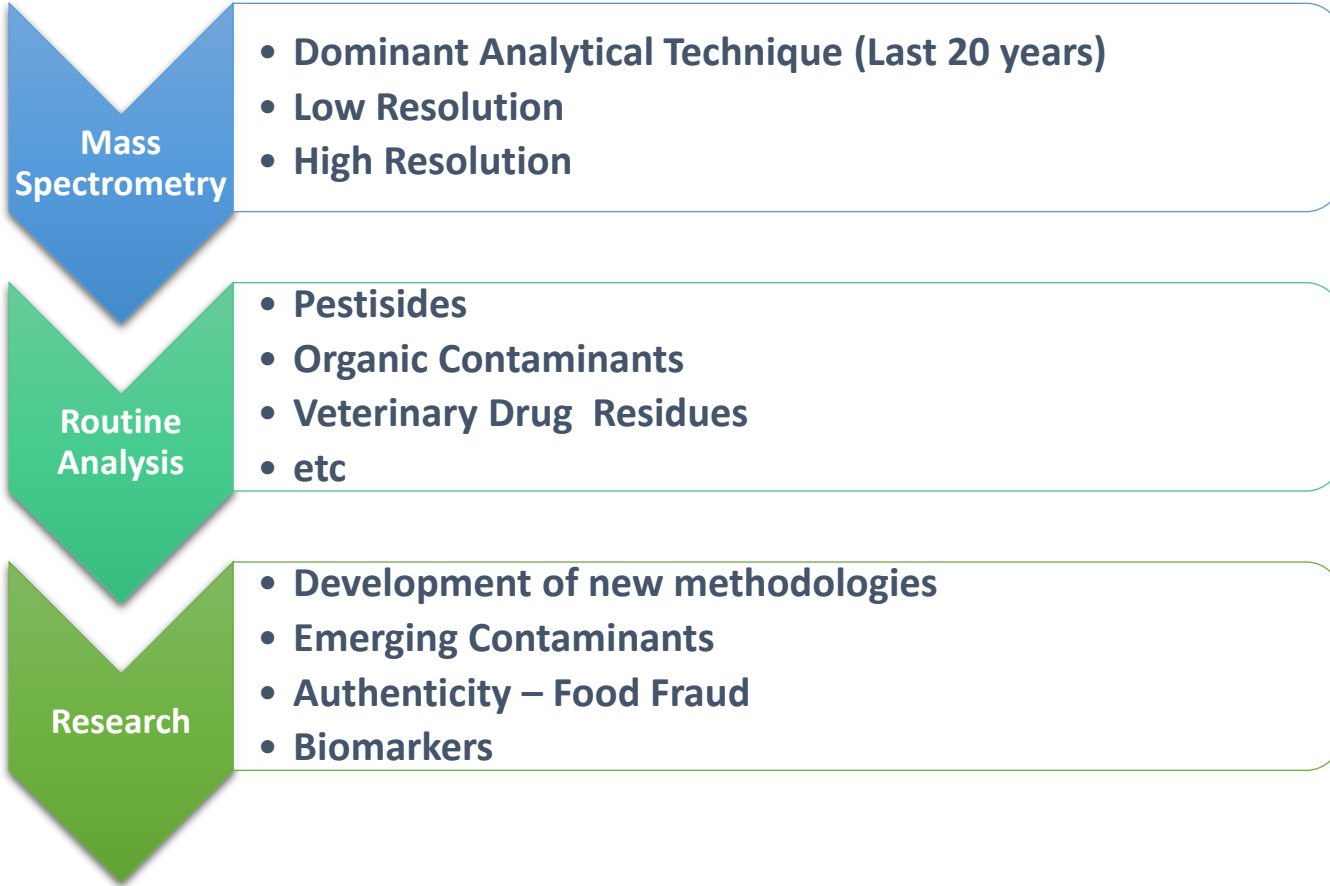 Mass
Spectrometry
• Dominant Analytical Technique (Last 20 years)
• Low Resolution
• High Resolution
Routine
Analysis
• Pestisides
• Organic Contaminants
• Veterinary Drug  Residues
• etc
Research
• Development of new methodologies
• Emerging Contaminants
• Authenticity – Food Fraud
• Biomarkers